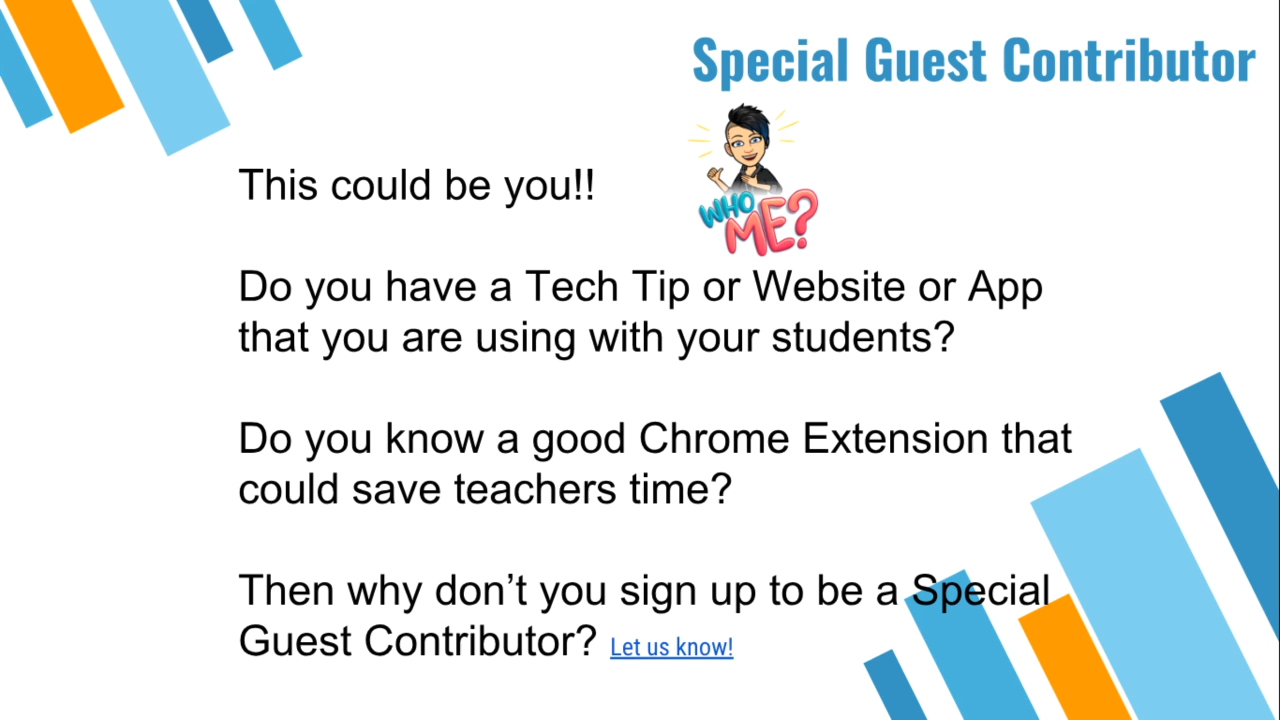 Special Guest Contributor
WHO
ME?
This could be you!!
Do you have a Tech Tip or Website or App
that you are using with your students?
Do you know a good Chrome Extension that
could save teachers time?
Then why don’t you sign up to be a Special
Guest Contributor? Let us know!